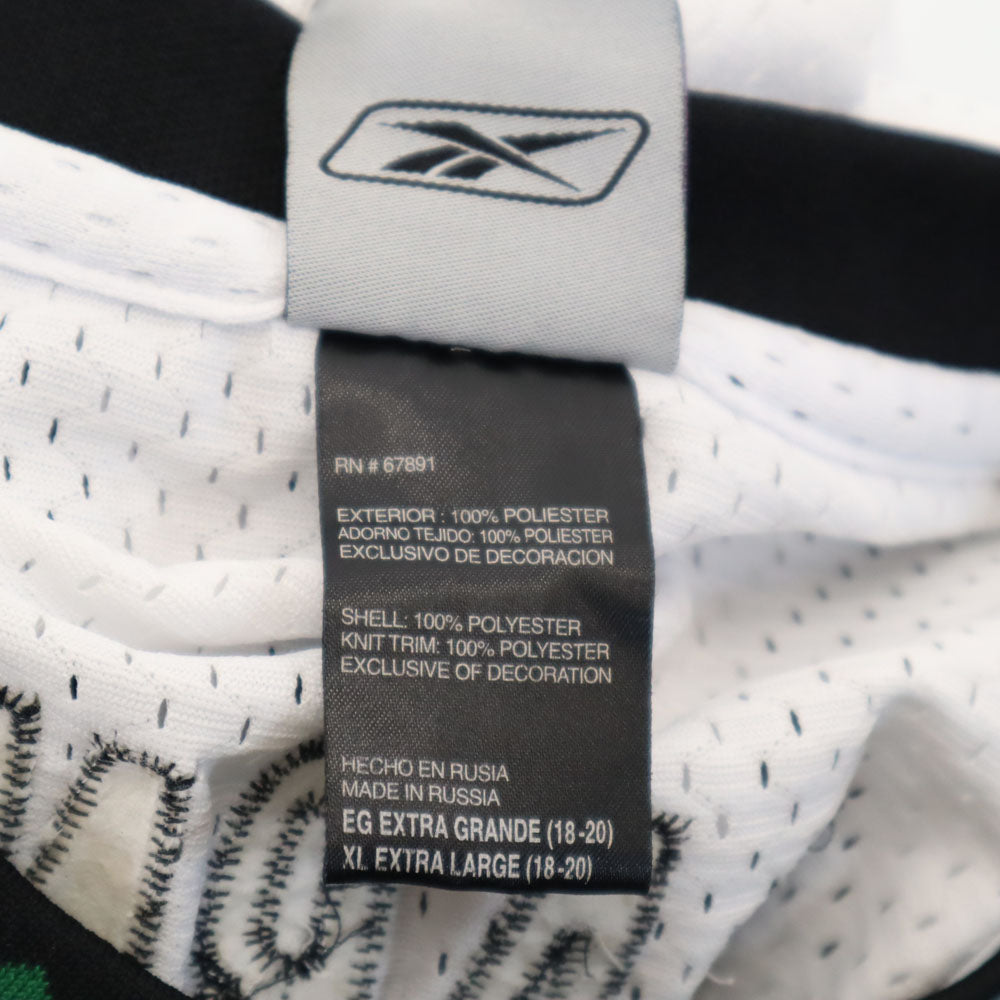 RN # 67891
EXTERIOR : 100% POLIESTER
ADORNO TEJIDO: 100% POLIESTER
EXCLUSIVO DE DECORACION
SHELL: 100% POLYESTER
KNIT TRIM: 100% POLYESTER
EXCLUSIVE OF DECORATION
HECHO EN RUSIA
MADE IN RUSSIA
EG EXTRA GRANDE (18-20)
XL EXTRA LARGE (18-20)